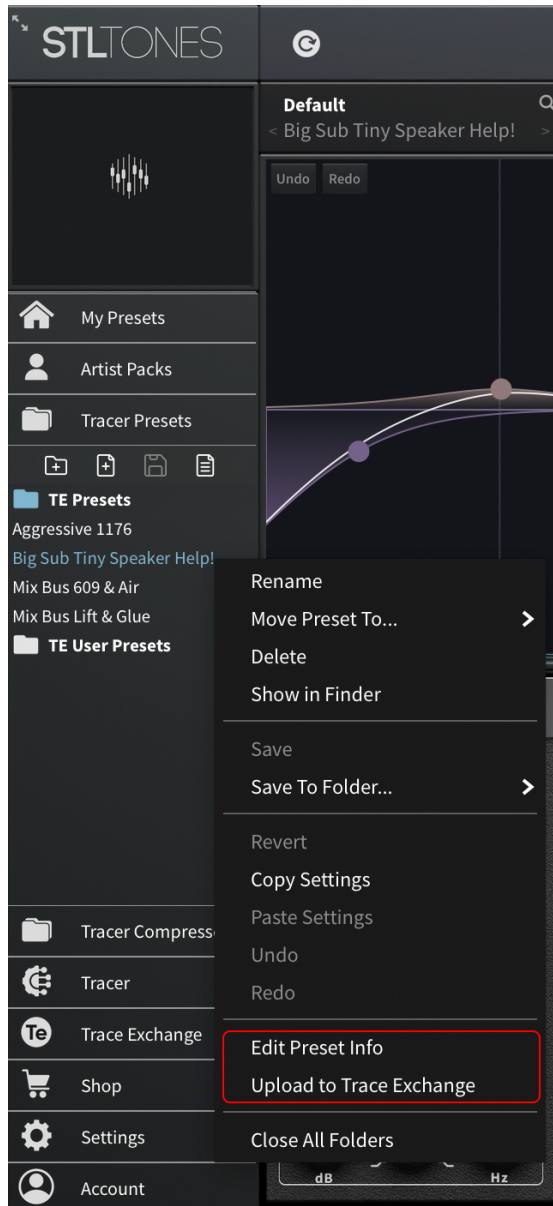 STLTONES
Default
< Big Sub Tiny Speaker Help! >
Undo Redo
My Presets
Artist Packs
Tracer Presets
TE Presets
Aggressive 1176
Big Sub Tiny Speaker Help!
Mix Bus 609 & Air
Mix Bus Lift & Glue
TE User Presets
Rename
Move Preset To...
Delete
Show in Finder
Save
Save To Folder...
Revert
Copy Settings
Paste Settings
Undo
Redo
Edit Preset Info
Upload to Trace Exchange
Close All Folders
Tracer
Tracer
Te Trace Exchange
Shop
Settings
Account
dB Hz